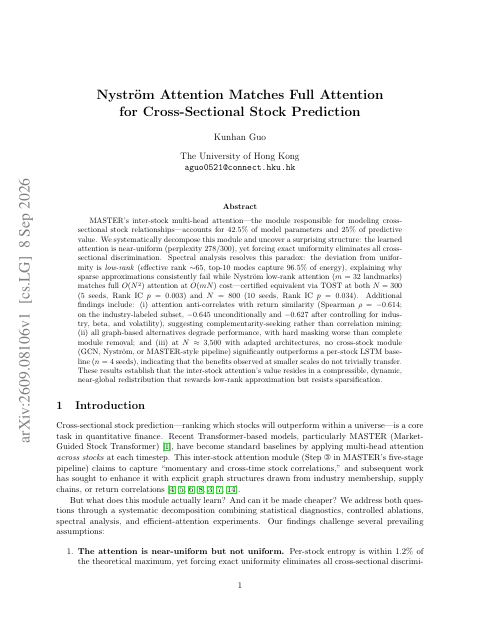 Nyström Attention Matches Full Attention
for Cross-Sectional Stock Prediction
Kunhan Guo
The University of Hong Kong
aguo0521@connect.hku.hk
arXiv:2609.08106v1 [cs.LG] 8 Sep 2026
Abstract
MASTER's inter-stock multi-head attention—the module responsible for modeling cross-
sectional stock relationships—accounts for 42.5% of model parameters and 25% of predictive
value. We systematically decompose this module and uncover a surprising structure: the learned
attention is near-uniform (perplexity 278/300), yet forcing exact uniformity eliminates all cross-
sectional discrimination. Spectral analysis resolves this paradox: the deviation from uniform-
ity is low-rank (effective rank ~65, top-10 modes capture 96.5% of energy), explaining why
sparse approximations consistently fail while Nyström low-rank attention (m = 32 landmarks)
matches full O(N²) attention at O(mN) cost—certified equivalent via TOST at both N = 300
(5 seeds, Rank IC p = 0.003) and N = 800 (10 seeds, Rank IC p = 0.034). Additional
findings include: (i) attention anti-correlates with return similarity (Spearman ρ = −0.614;
on the industry-labeled subset, −0.645 unconditionally and −0.627 after controlling for indus-
try, beta, and volatility), suggesting complementarity-seeking rather than correlation mining;
(ii) all graph-based alternatives degrade performance, with hard masking worse than complete
module removal; and (iii) at N ≈ 3,500 with adapted architectures, no cross-stock module
(GCN, Nyström, or MASTER-style pipeline) significantly outperforms a per-stock LSTM base-
line (n = 4 seeds), indicating that the benefits observed at smaller scales do not trivially transfer.
These results establish that the inter-stock attention's value resides in a compressible, dynamic,
near-global redistribution that rewards low-rank approximation but resists sparsification.
1 Introduction
Cross-sectional stock prediction—ranking which stocks will outperform within a universe—is a core
task in quantitative finance. Recent Transformer-based models, particularly MASTER (Market-
Guided Stock Transformer) [1], have become standard baselines by applying multi-head attention
across stocks at each timestep. This inter-stock attention module (Step ③ in MASTER's five-stage
pipeline) claims to capture "momentary and cross-time stock correlations," and subsequent work
has sought to enhance it with explicit graph structures drawn from industry membership, supply
chains, or return correlations [4, 5, 6, 8, 3, 7, 14].
But what does this module actually learn? And can it be made cheaper? We address both ques-
tions through a systematic decomposition combining statistical diagnostics, controlled ablations,
spectral analysis, and efficient-attention experiments. Our findings challenge several prevailing
assumptions:
1. The attention is near-uniform but not uniform. Per-stock entropy is within 1.2% of
the theoretical maximum, yet forcing exact uniformity eliminates all cross-sectional discrimi-
1